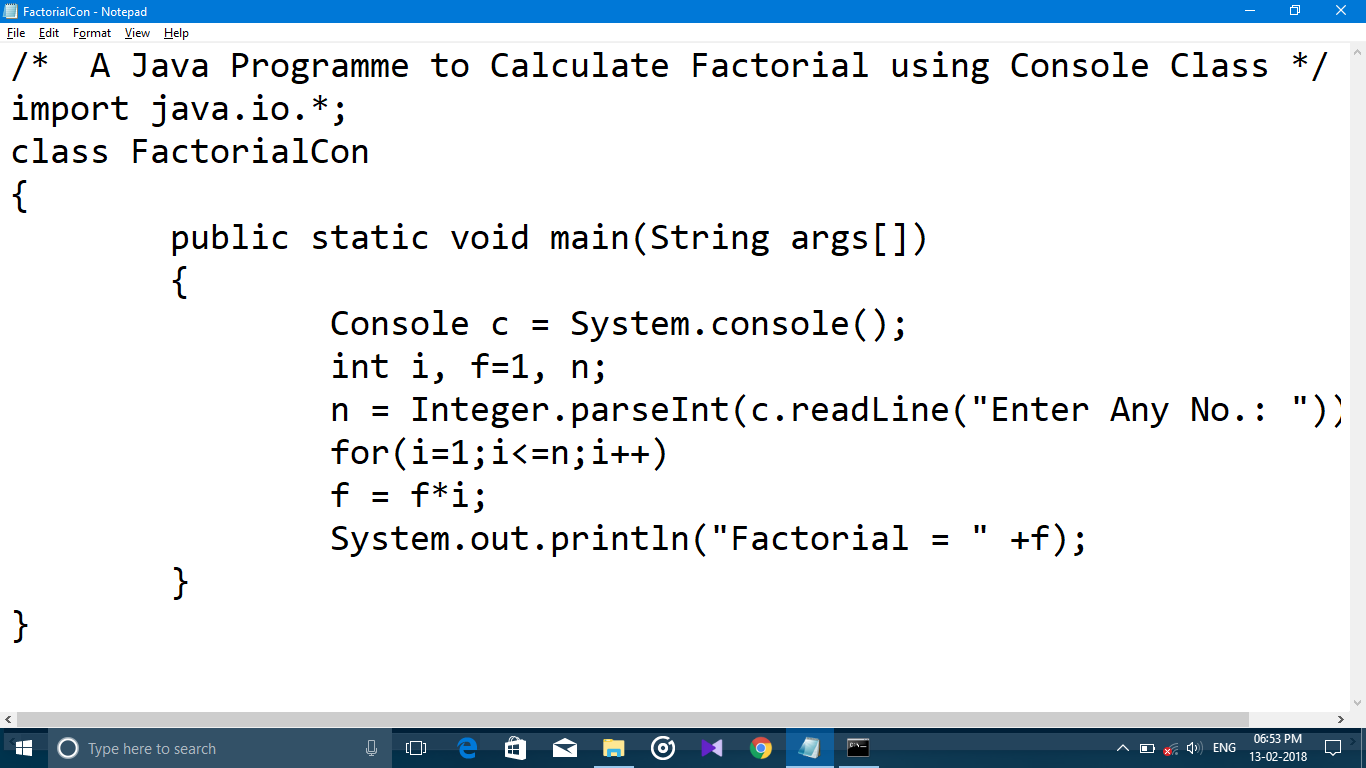 FactorialCon - Notepad
File Edit Format View Help
/*  A Java Programme to Calculate Factorial using Console Class */
import java.io.*;
class FactorialCon
{
        public static void main(String args[])
        {
                Console c = System.console();
                int i, f=1, n;
                n = Integer.parseInt(c.readLine("Enter Any No.: "))
                for(i=1;i<=n;i++)
                f = f*i;
                System.out.println("Factorial = " +f);
        }
}
Type here to search
ENG
06:53 PM
13-02-2018